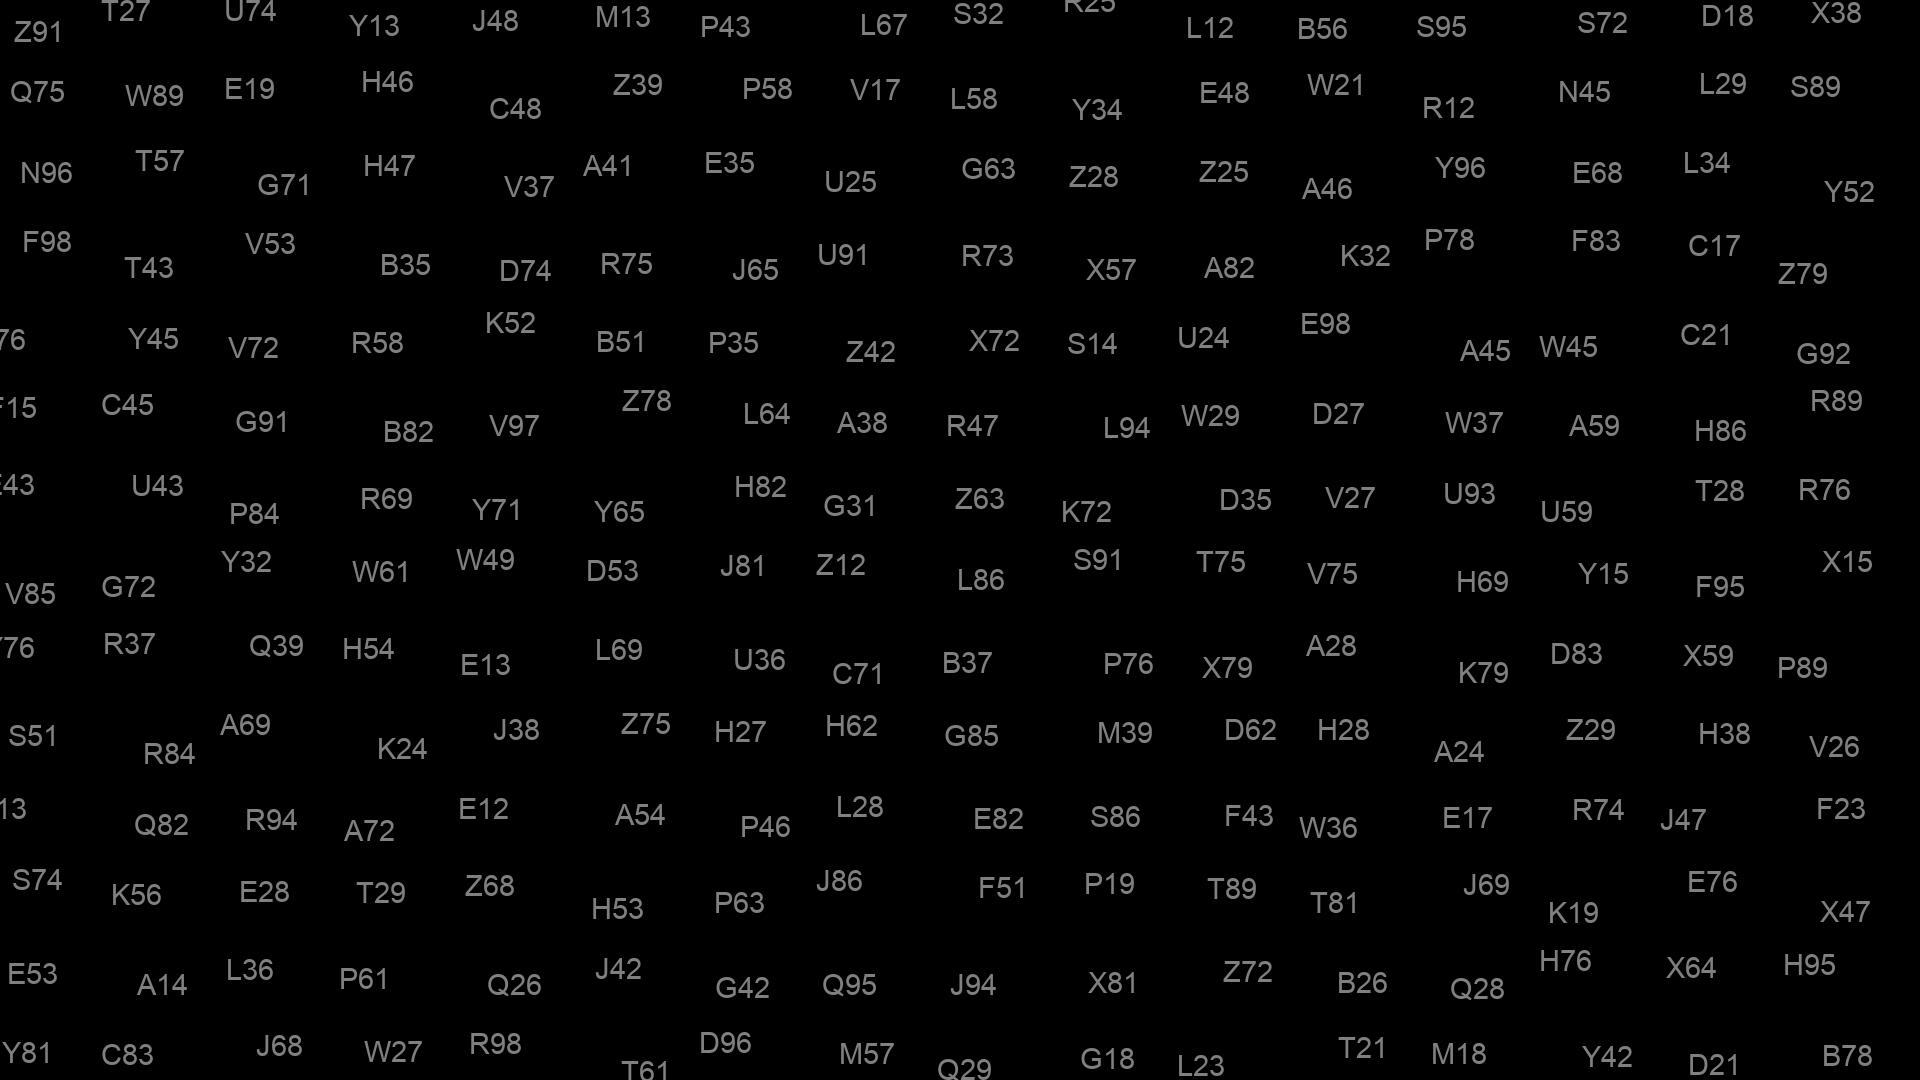 Z91 T27 U74 Y13 J48 M13 P43 L67 S32 R25 L12 B56 S95 S72 D18 X38
Q75 W89 E19 H46 C48 Z39 P58 V17 L58 Y34 E48 W21 R12 N45 L29 S89
N96 T57 G71 H47 V37 A41 E35 U25 G63 Z28 Z25 A46 Y96 E68 L34 Y52
F98 T43 V53 B35 D74 R75 J65 U91 R73 X57 A82 K32 P78 F83 C17 Z79
76 Y45 V72 R58 K52 B51 P35 Z42 X72 S14 U24 E98 A45 W45 C21 G92
15 C45 G91 B82 V97 Z78 L64 A38 R47 L94 W29 D27 W37 A59 H86 R89
43 U43 P84 R69 Y71 Y65 H82 G31 Z63 K72 D35 V27 U93 U59 T28 R76
V85 G72 Y32 W61 W49 D53 J81 Z12 L86 S91 T75 V75 H69 Y15 F95 X15
76 R37 Q39 H54 E13 L69 U36 C71 B37 P76 X79 A28 K79 D83 X59 P89
S51 R84 A69 K24 J38 Z75 H27 H62 G85 M39 D62 H28 A24 Z29 H38 V26
13 Q82 R94 A72 E12 A54 P46 L28 E82 S86 F43 W36 E17 R74 J47 F23
S74 K56 E28 T29 Z68 H53 P63 J86 F51 P19 T89 T81 J69 K19 E76 X47
E53 A14 L36 P61 Q26 J42 G42 Q95 J94 X81 Z72 B26 Q28 H76 X64 H95
Y81 C83 J68 W27 R98 T61 D96 M57 Q29 G18 L23 T21 M18 Y42 D21 B78